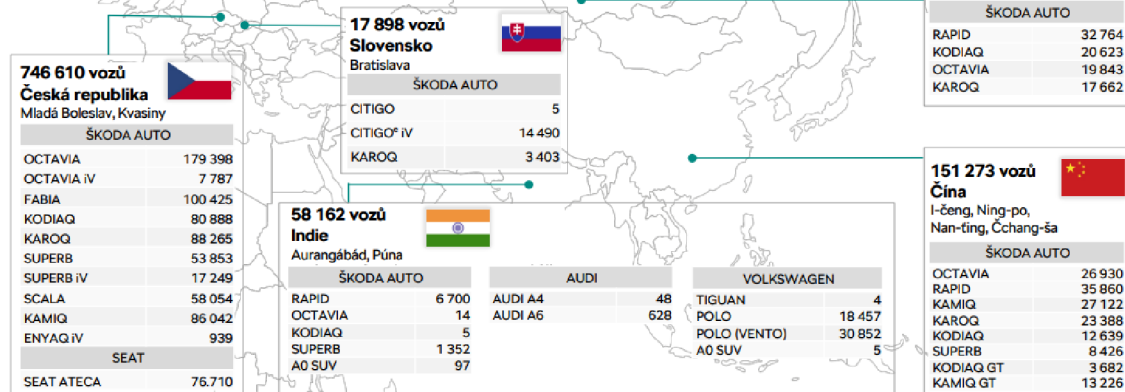 746 610 vozů
Česká republika
Mladá Boleslav, Kvasiny
ŠKODA AUTO
OCTAVIA 179 398
OCTAVIA iV 7 787
FABIA 100 425
KODIAQ 80 888
KAROQ 88 265
SUPERB 53 853
SUPERB iV 17 249
SCALA 58 054
KAMIQ 86 042
ENYAQ iV 939
SEAT
SEAT ATECA 76.710
17 898 vozů
Slovensko
Bratislava
ŠKODA AUTO
CITIGO 5
CITIGOᵉ iV 14 490
KAROQ 3 403
58 162 vozů
Indie
Aurangábád, Púna
ŠKODA AUTO
RAPID 6 700
OCTAVIA 14
KODIAQ 5
SUPERB 1 352
A0 SUV 97
AUDI
AUDI A4 48
AUDI A6 628
VOLKSWAGEN
TIGUAN 4
POLO 18 457
POLO (VENTO) 30 852
A0 SUV 5
ŠKODA AUTO
RAPID 32 764
KODIAQ 20 623
OCTAVIA 19 843
KAROQ 17 662
151 273 vozů
Čína
I-čeng, Ning-po,
Nan-ťing, Čchang-ša
ŠKODA AUTO
OCTAVIA 26 930
RAPID 35 860
KAMIQ 27 122
KAROQ 23 388
KODIAQ 12 639
SUPERB 8 426
KODIAQ GT 3 682
KAMIQ GT 13 226